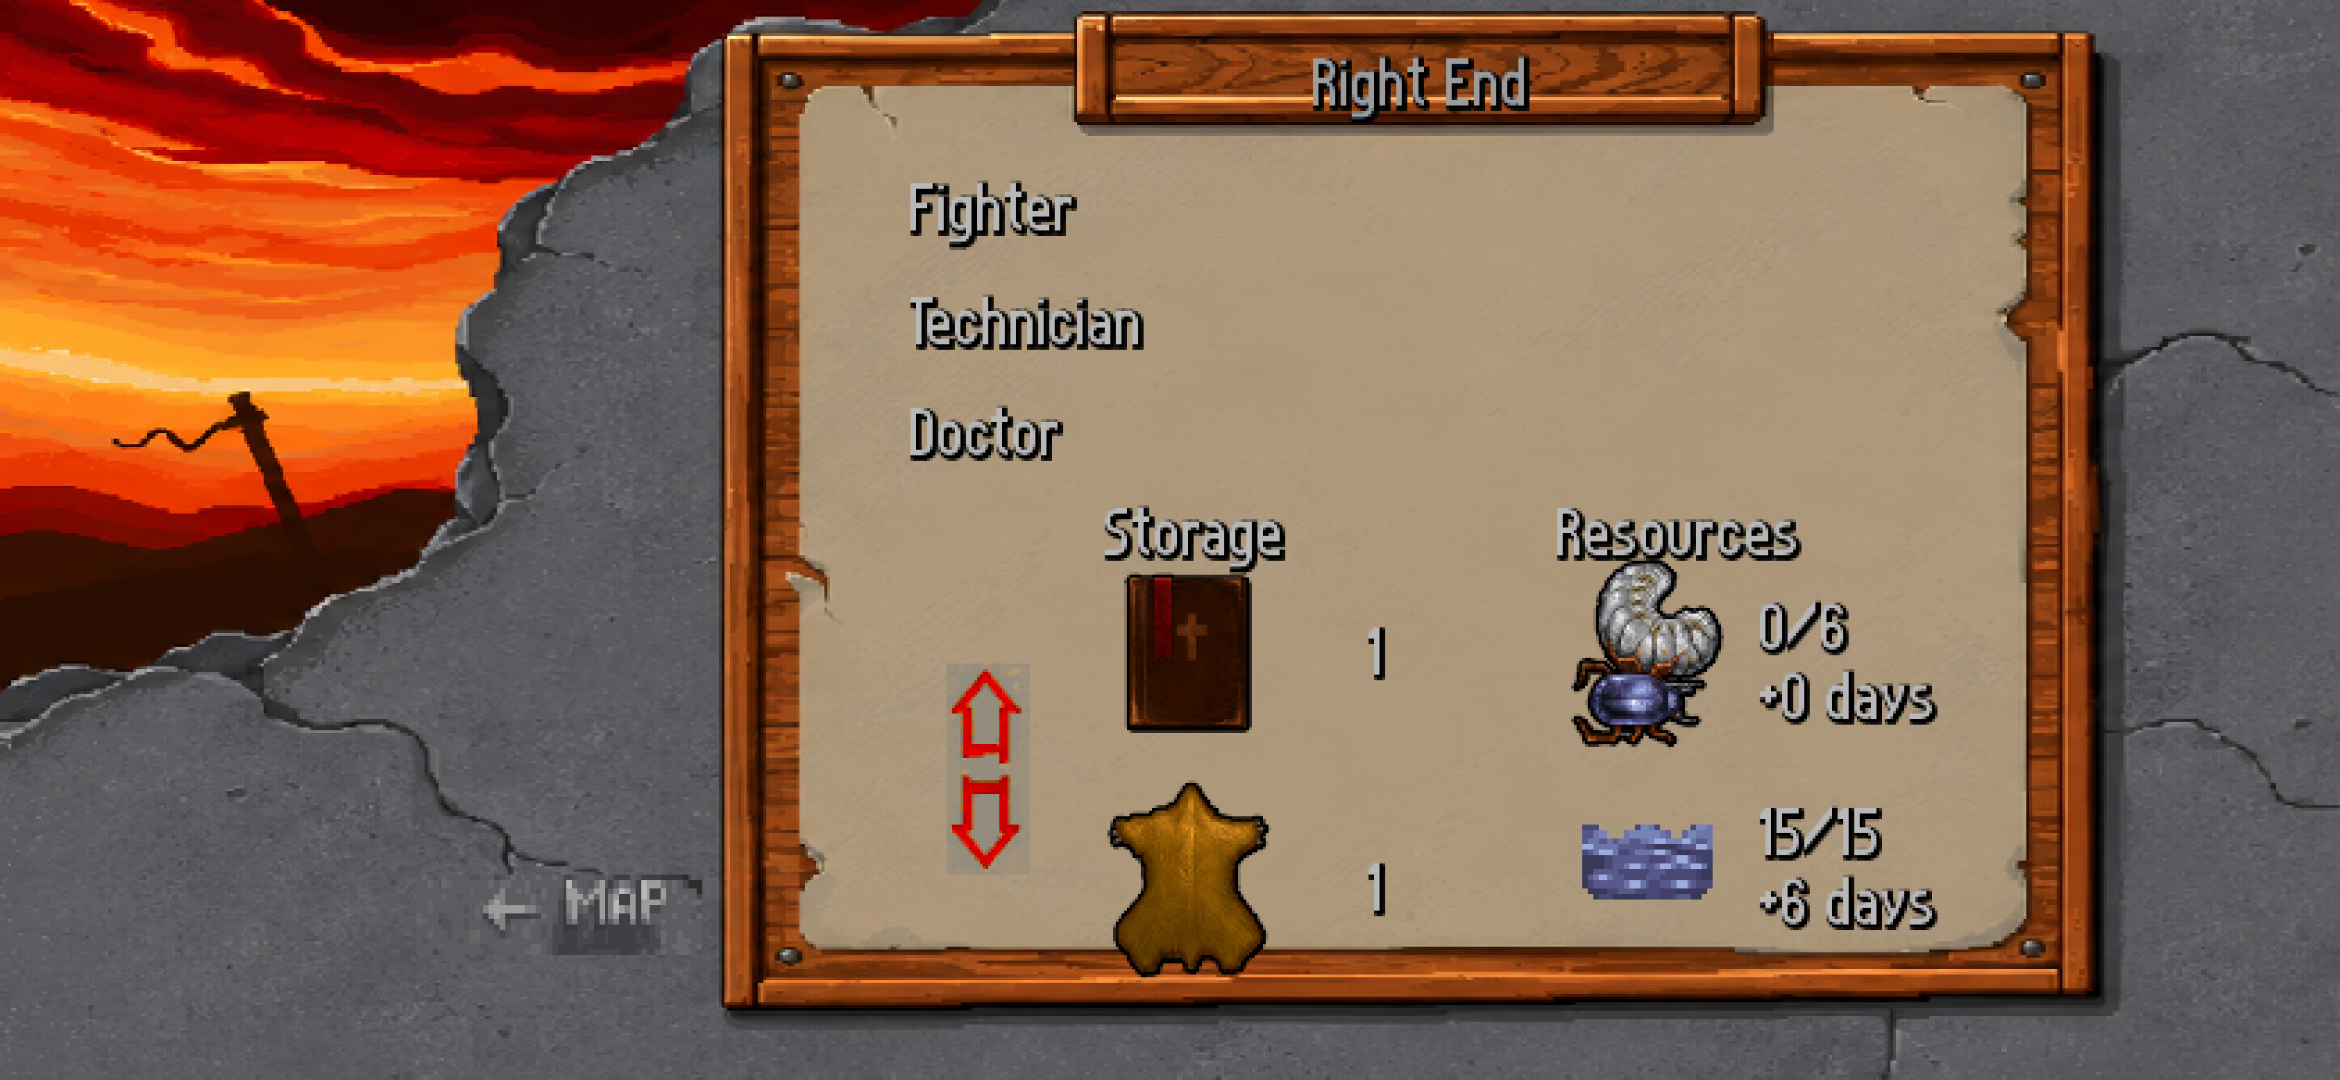 Right End
Fighter
Technician
Doctor
Storage
Resources
1
0/6
+0 days
1
15/15
+6 days
← MAP